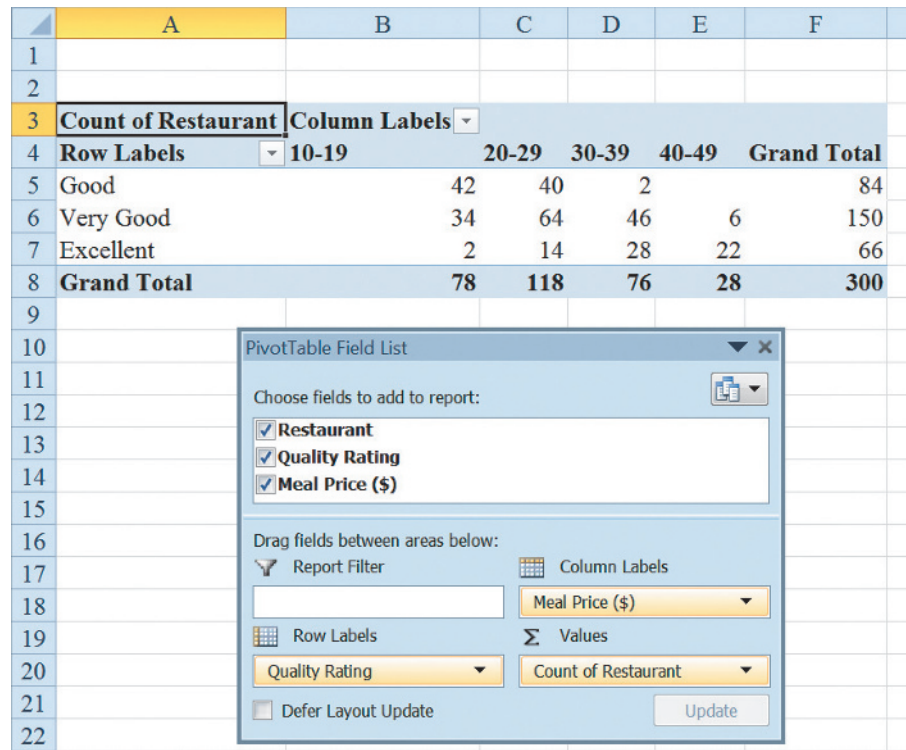 A B C D E F
1
2
3 Count of Restaurant Column Labels
4 Row Labels 10-19 20-29 30-39 40-49 Grand Total
5 Good 42 40 2 84
6 Very Good 34 64 46 6 150
7 Excellent 2 14 28 22 66
8 Grand Total 78 118 76 28 300
9
10 PivotTable Field List
11
12 Choose fields to add to report:
13 Restaurant
Quality Rating
14 Meal Price ($)
15
16 Drag fields between areas below:
17 Report Filter Column Labels
18 Meal Price ($)
19 Row Labels Σ Values
20 Quality Rating Count of Restaurant
21 Defer Layout Update Update
22